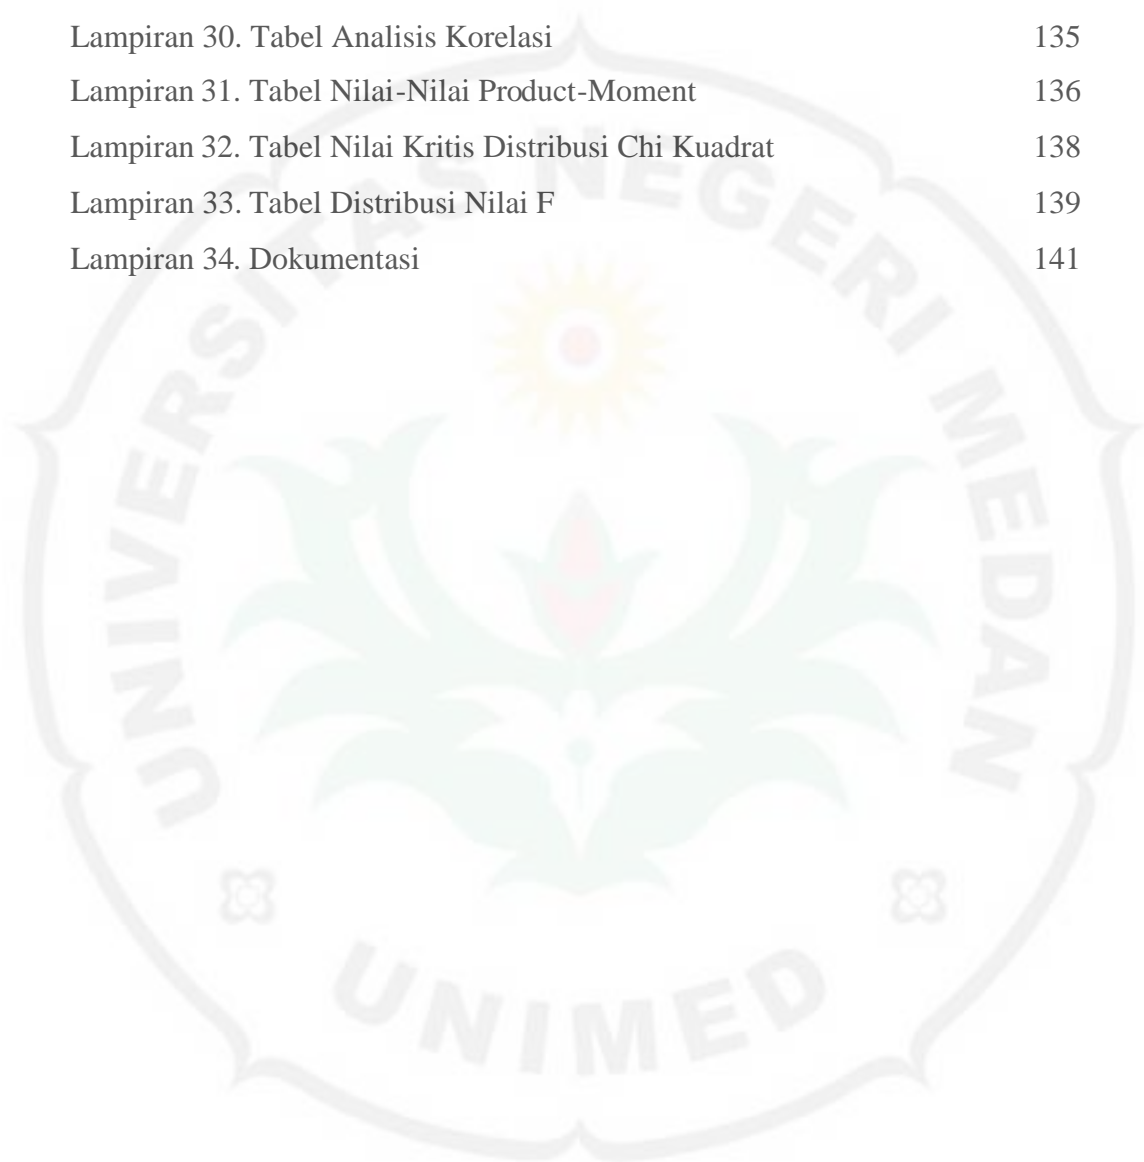 Lampiran 30. Tabel Analisis Korelasi 135
Lampiran 31. Tabel Nilai-Nilai Product-Moment 136
Lampiran 32. Tabel Nilai Kritis Distribusi Chi Kuadrat 138
Lampiran 33. Tabel Distribusi Nilai F 139
Lampiran 34. Dokumentasi 141
UNIVERSITAS NEGERI MEDAN
UNIMED